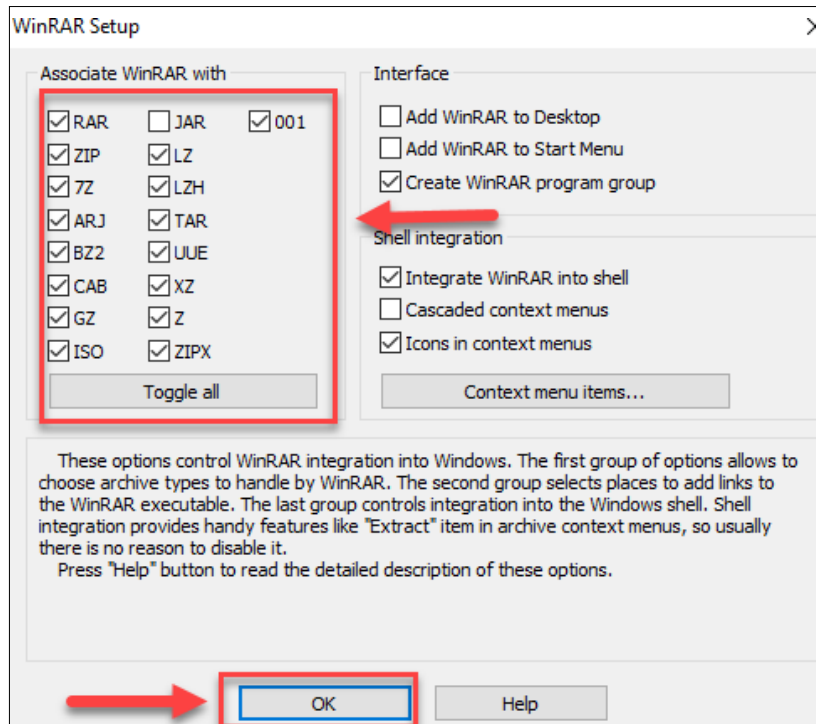 WinRAR Setup
Associate WinRAR with
RAR JAR 001
ZIP LZ
7Z LZH
ARJ TAR
BZ2 UUE
CAB XZ
GZ Z
ISO ZIPX
Toggle all
Interface
Add WinRAR to Desktop
Add WinRAR to Start Menu
Create WinRAR program group
Shell integration
Integrate WinRAR into shell
Cascaded context menus
Icons in context menus
Context menu items...
These options control WinRAR integration into Windows. The first group of options allows to
choose archive types to handle by WinRAR. The second group selects places to add links to
the WinRAR executable. The last group controls integration into the Windows shell. Shell
integration provides handy features like "Extract" item in archive context menus, so usually
there is no reason to disable it.
Press "Help" button to read the detailed description of these options.
OK Help